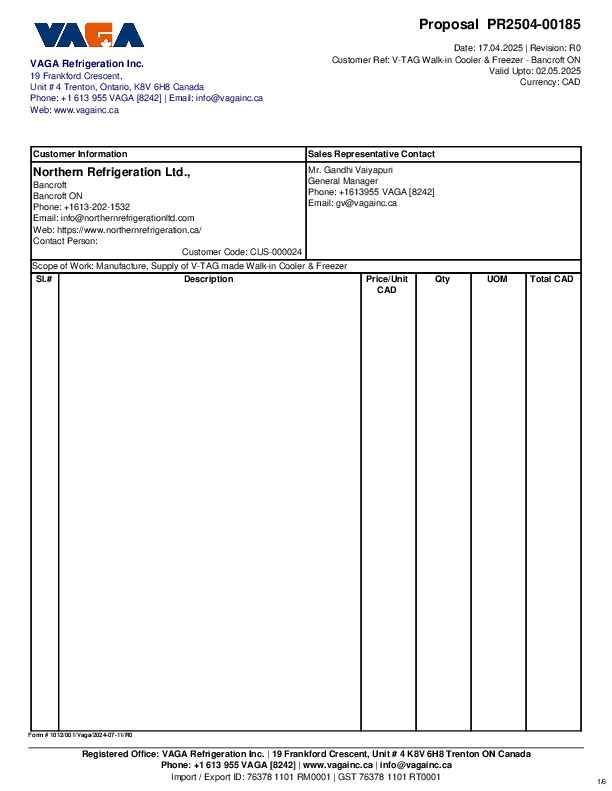 VAGA
Proposal PR2504-00185
Date: 17.04.2025 | Revision: R0
Customer Ref: V-TAG Walk-in Cooler & Freezer - Bancroft ON
Valid Upto: 02.05.2025
Currency: CAD
VAGA Refrigeration Inc.
19 Frankford Crescent,
Unit # 4 Trenton, Ontario, K8V 6H8 Canada
Phone: +1 613 955 VAGA [8242] | Email: info@vagainc.ca
Web: www.vagainc.ca
Customer Information
Northern Refrigeration Ltd.,
Bancroft
Bancroft ON
Phone: +1613-202-1532
Email: info@northernrefrigerationltd.com
Web: https://www.northernrefrigeration.ca/
Contact Person:
Customer Code: CUS-000024
Sales Representative Contact
Mr. Gandhi Vaiyapuri
General Manager
Phone: +1613955 VAGA [8242]
Email: gv@vagainc.ca
Scope of Work: Manufacture, Supply of V-TAG made Walk-in Cooler & Freezer
Sl.# Description Price/Unit CAD Qty UOM Total CAD
Form # 1012/001/Vaga/2024-07-11/R0
Registered Office: VAGA Refrigeration Inc. | 19 Frankford Crescent, Unit # 4 K8V 6H8 Trenton ON Canada
Phone: +1 613 955 VAGA [8242] | www.vagainc.ca | info@vagainc.ca
Import / Export ID: 76378 1101 RM0001 | GST 76378 1101 RT0001
1/6